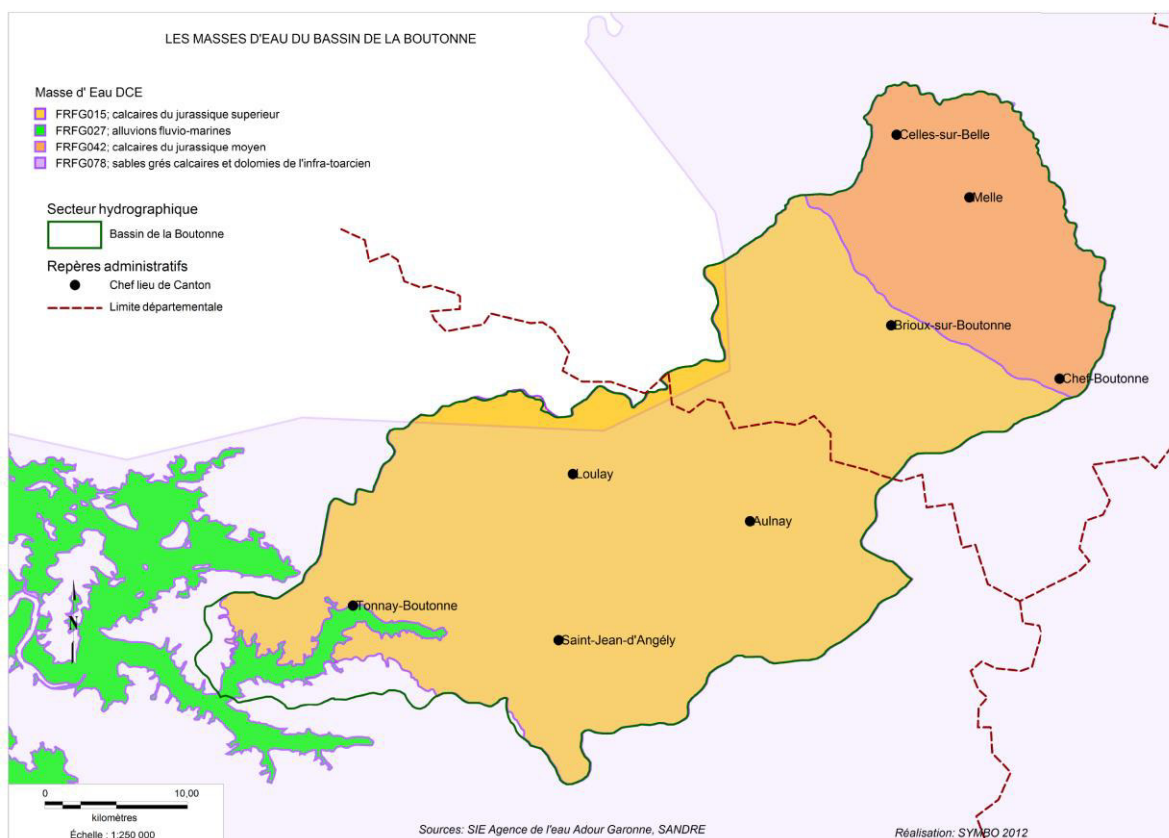 LES MASSES D'EAU DU BASSIN DE LA BOUTONNE
Masse d' Eau DCE
FRFG015; calcaires du jurassique superieur
FRFG027; alluvions fluvio-marines
FRFG042; calcaires du jurassique moyen
FRFG078; sables grés calcaires et dolomies de l'infra-toarcien
Secteur hydrographique
Bassin de la Boutonne
Repères administratifs
Chef lieu de Canton
Limite départementale
Celles-sur-Belle
Melle
Brioux-sur-Boutonne
Chef-Boutonne
Loulay
Aulnay
Tonnay-Boutonne
Saint-Jean-d'Angély
N
0 10,00
kilomètres
Échelle : 1:250 000
Sources: SIE Agence de l'eau Adour Garonne, SANDRE
Réalisation: SYMBO 2012